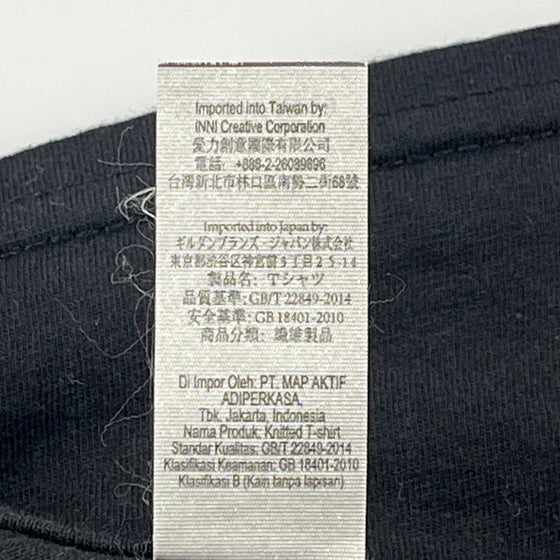 Imported into Taiwan by:
INNI Creative Corporation
愛力創意國際有限公司
電話: +886-2-26089896
台灣新北市林口區南勢二街68號
Imported into Japan by:
ギルダンブランズ・ジャパン株式会社
東京都渋谷区神宮前3丁目25.14
製品名: Tシャツ
品質基準: GB/T 22849-2014
安全基準: GB 18401-2010
商品分類: 繊維製品
Di Impor Oleh: PT. MAP AKTIF
ADIPERKASA,
Tbk. Jakarta, Indonesia
Nama Produk: Knitted T-shirt
Standar Kualitas: GB/T 22849-2014
Klasifikasi Keamanan: GB 18401-2010
Klasifikasi B (Kain tanpa lapisan)